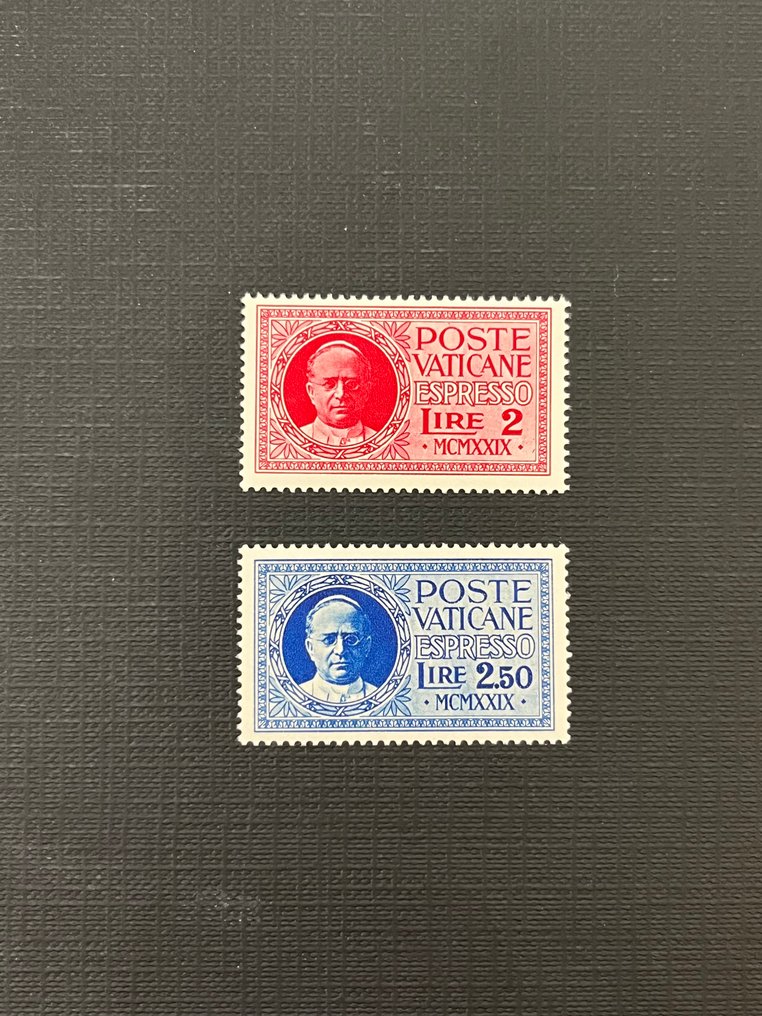 POSTE
VATICANE
ESPRESSO
LIRE 2
· MCMXXIX ·
POSTE
VATICANE
ESPRESSO
LIRE 2.50
· MCMXXIX ·